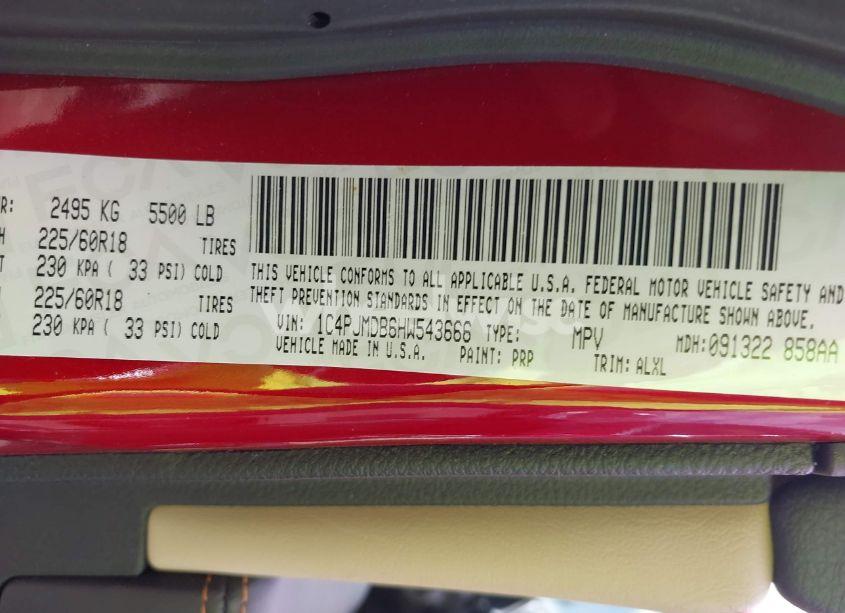 R: 2495 KG 5500 LB
H 225/60R18 TIRES
T 230 KPA ( 33 PSI) COLD
H 225/60R18 TIRES
230 KPA ( 33 PSI) COLD
THIS VEHICLE CONFORMS TO ALL APPLICABLE U.S.A. FEDERAL MOTOR VEHICLE SAFETY AND
THEFT PREVENTION STANDARDS IN EFFECT ON THE DATE OF MANUFACTURE SHOWN ABOVE.
VIN: 1C4PJMDB6HW543666 TYPE: MPV MDH:091322 858AA
VEHICLE MADE IN U.S.A. PAINT: PRP TRIM: ALXL